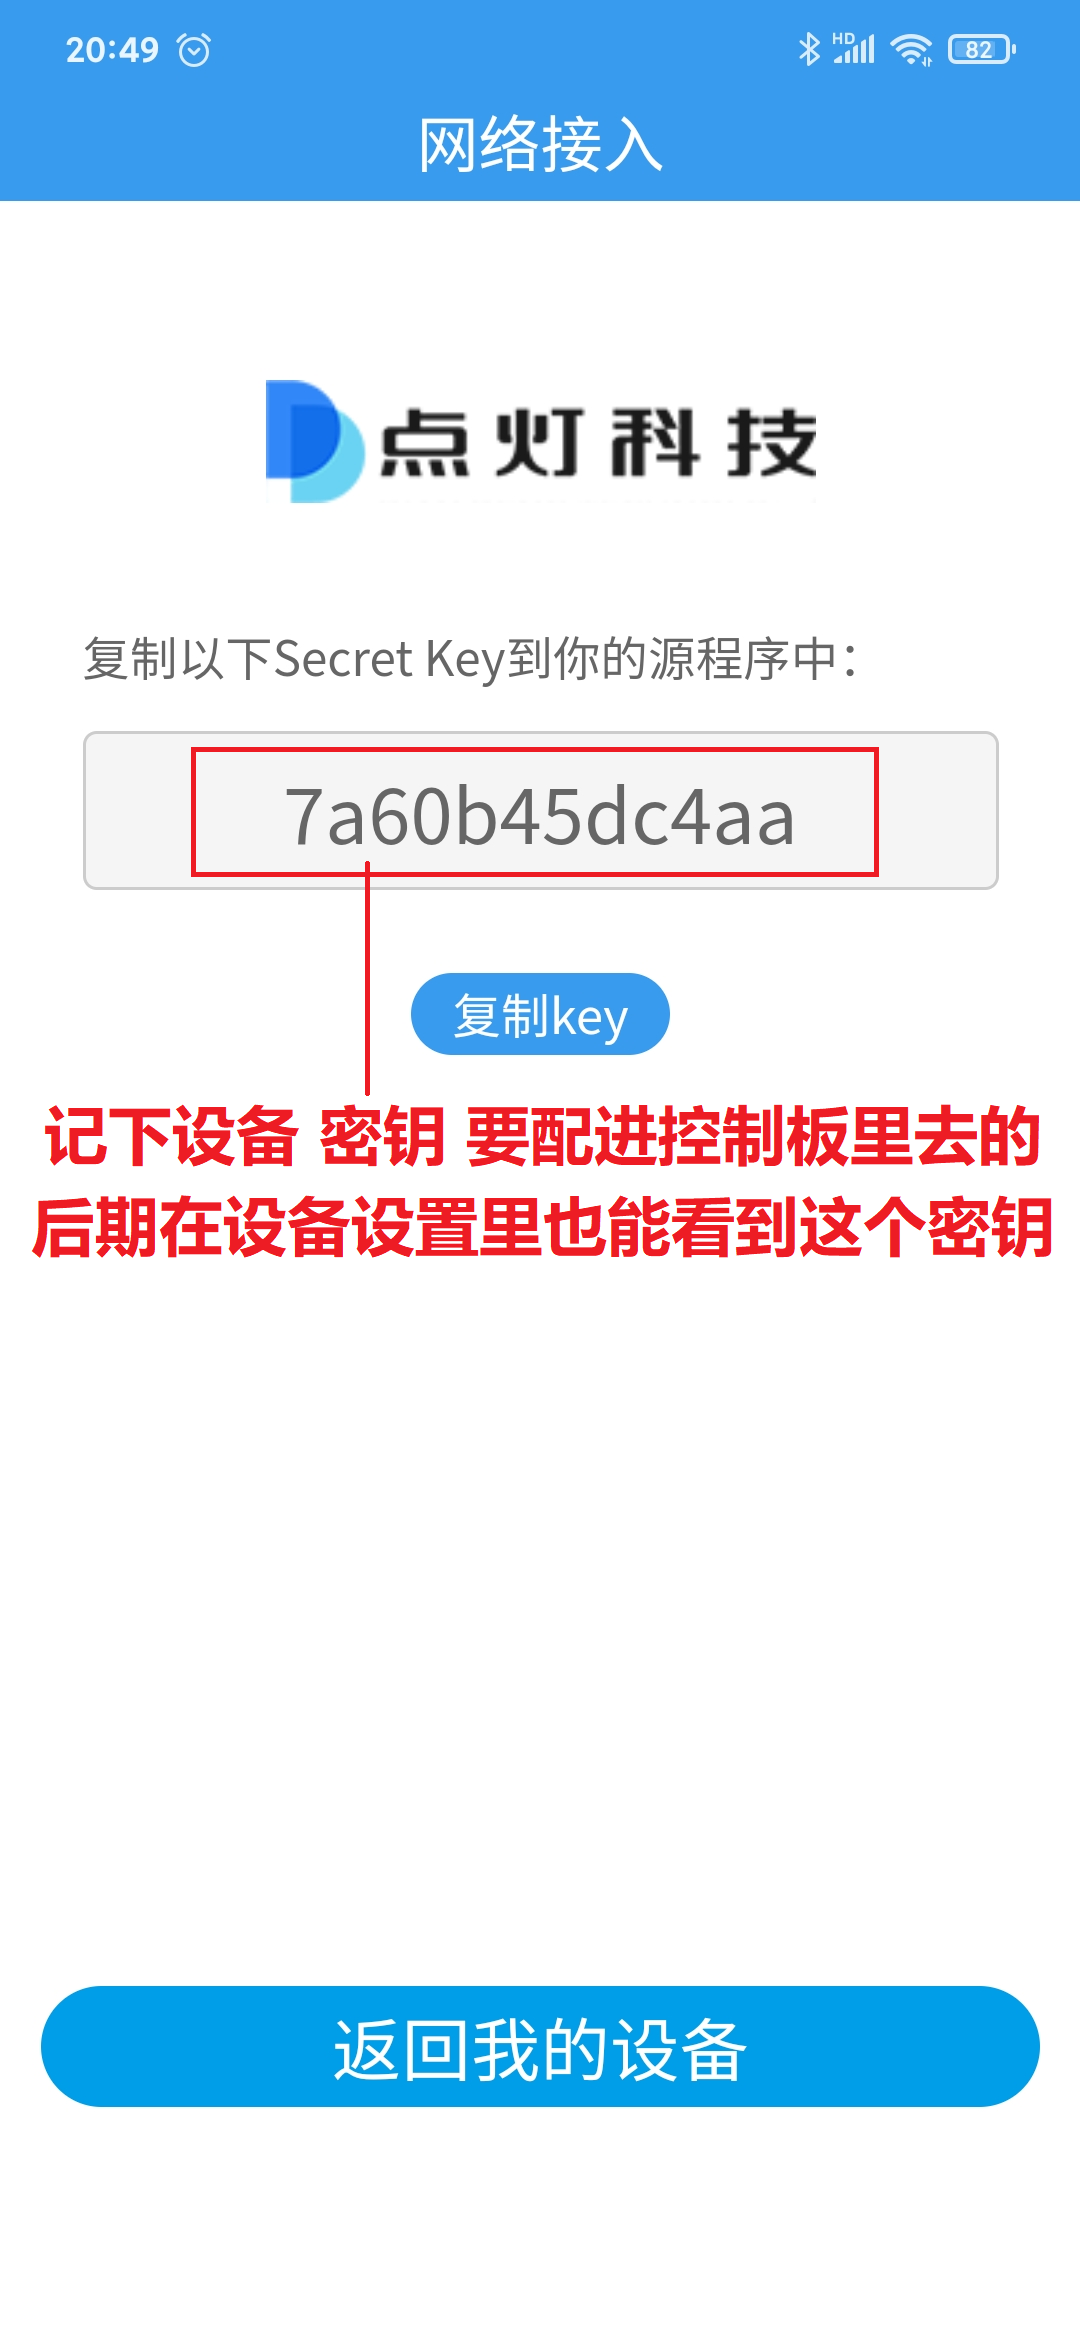 20:49 HD 82
网络接入
点灯科技
复制以下Secret Key到你的源程序中：
7a60b45dc4aa
复制key
记下设备 密钥 要配进控制板里去的
后期在设备设置里也能看到这个密钥
返回我的设备